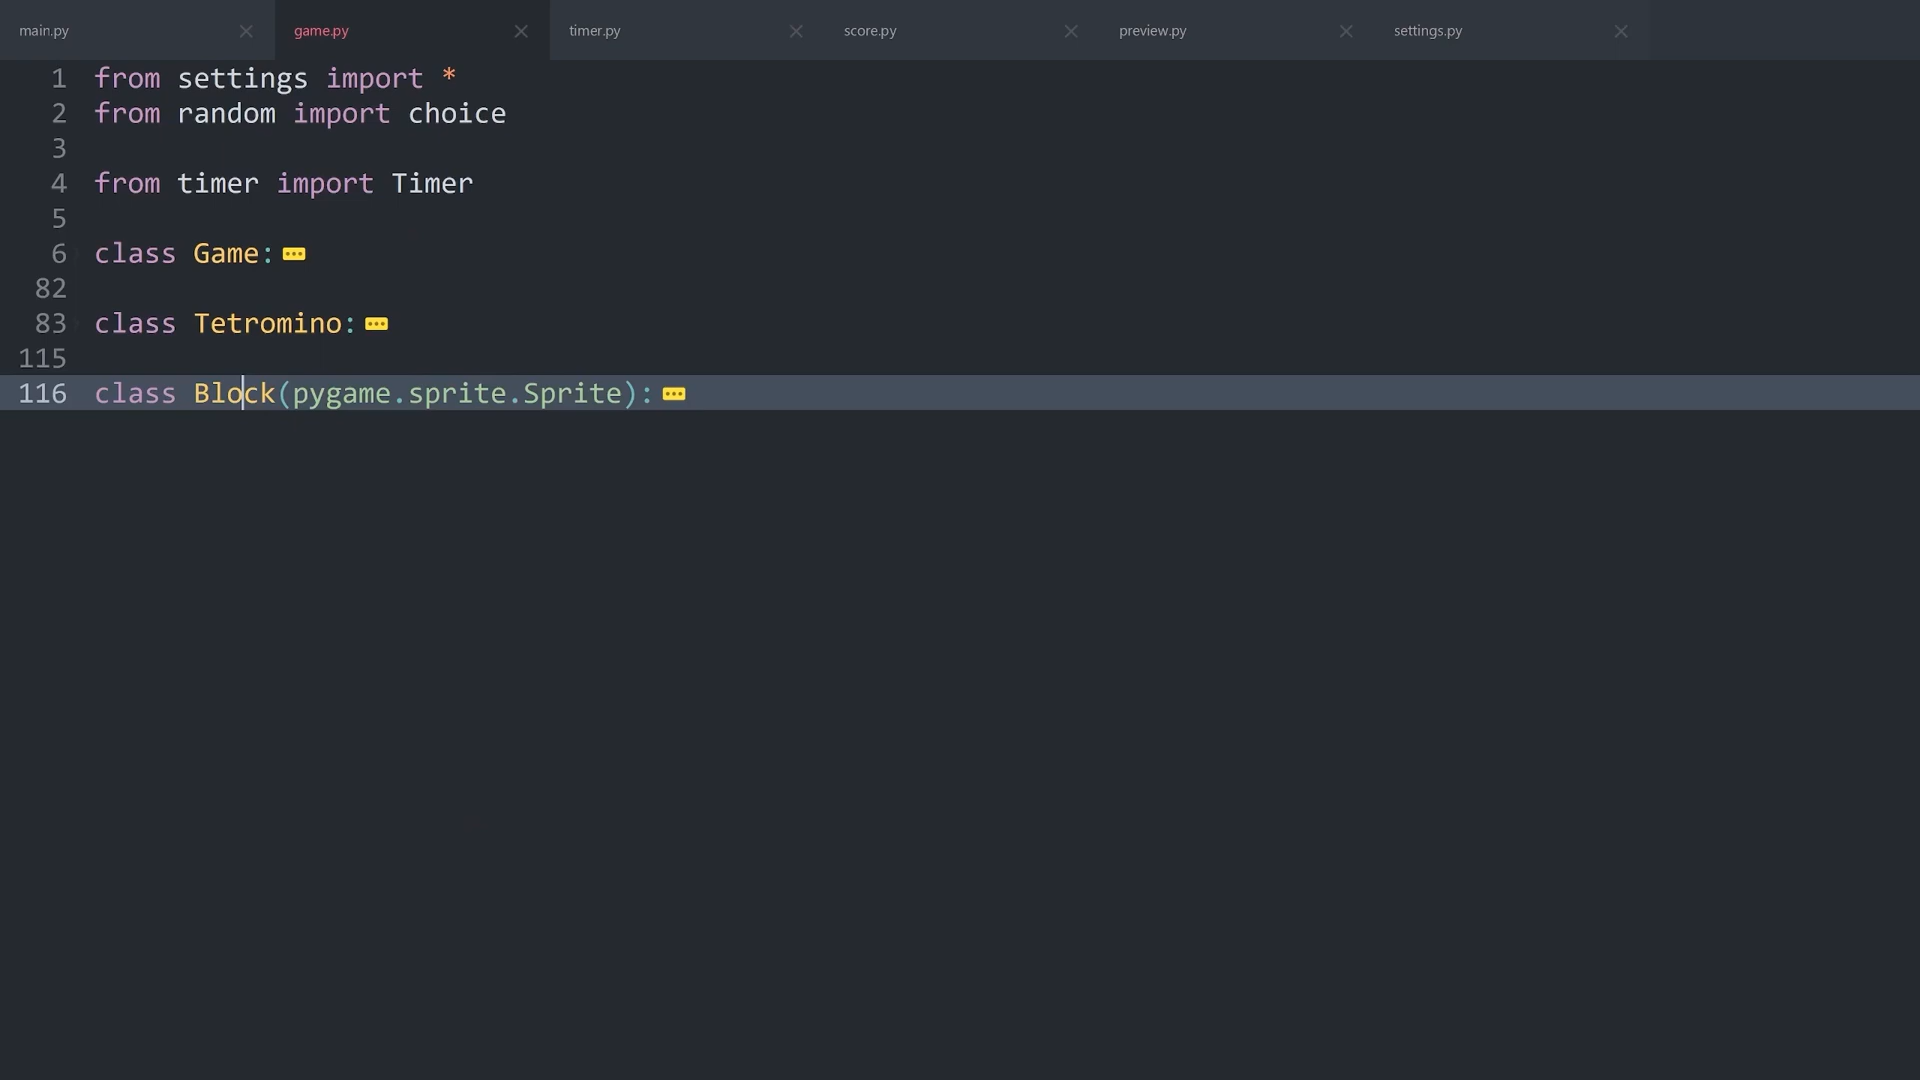 main.py game.py timer.py score.py preview.py settings.py
1 from settings import *
2 from random import choice
3
4 from timer import Timer
5
6 class Game:
82
83 class Tetromino:
115
116 class Block(pygame.sprite.Sprite):